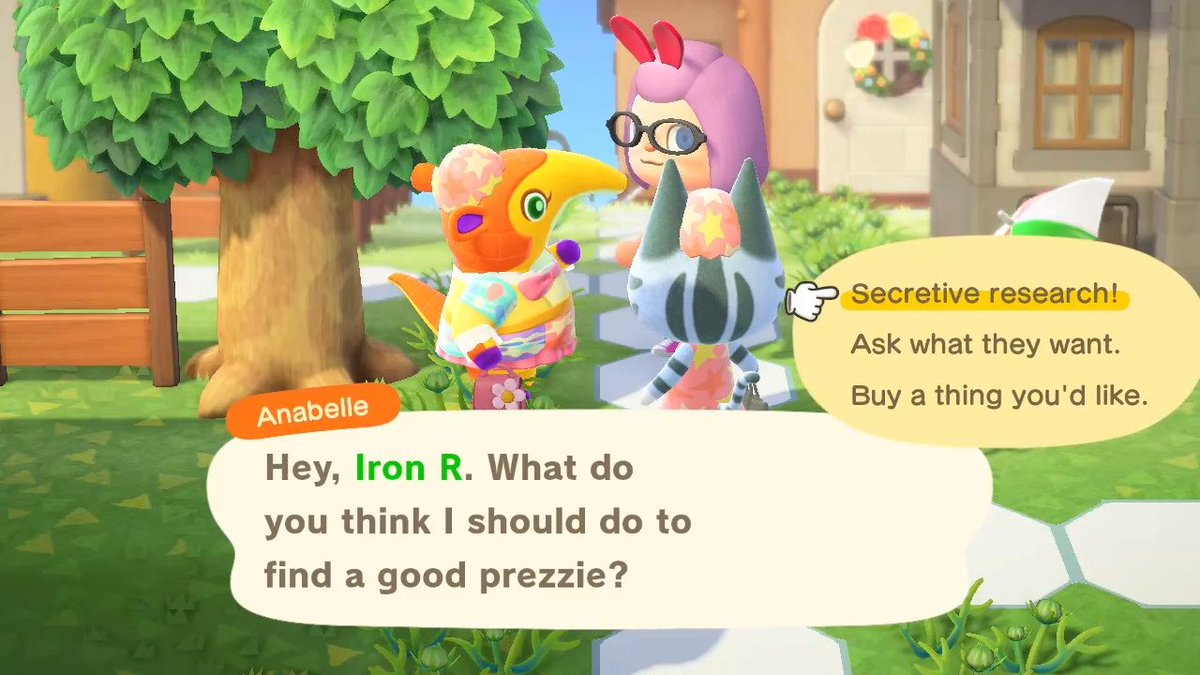 Secretive research!
Ask what they want.
Buy a thing you'd like.
Anabelle
Hey, Iron R. What do
you think I should do to
find a good prezzie?